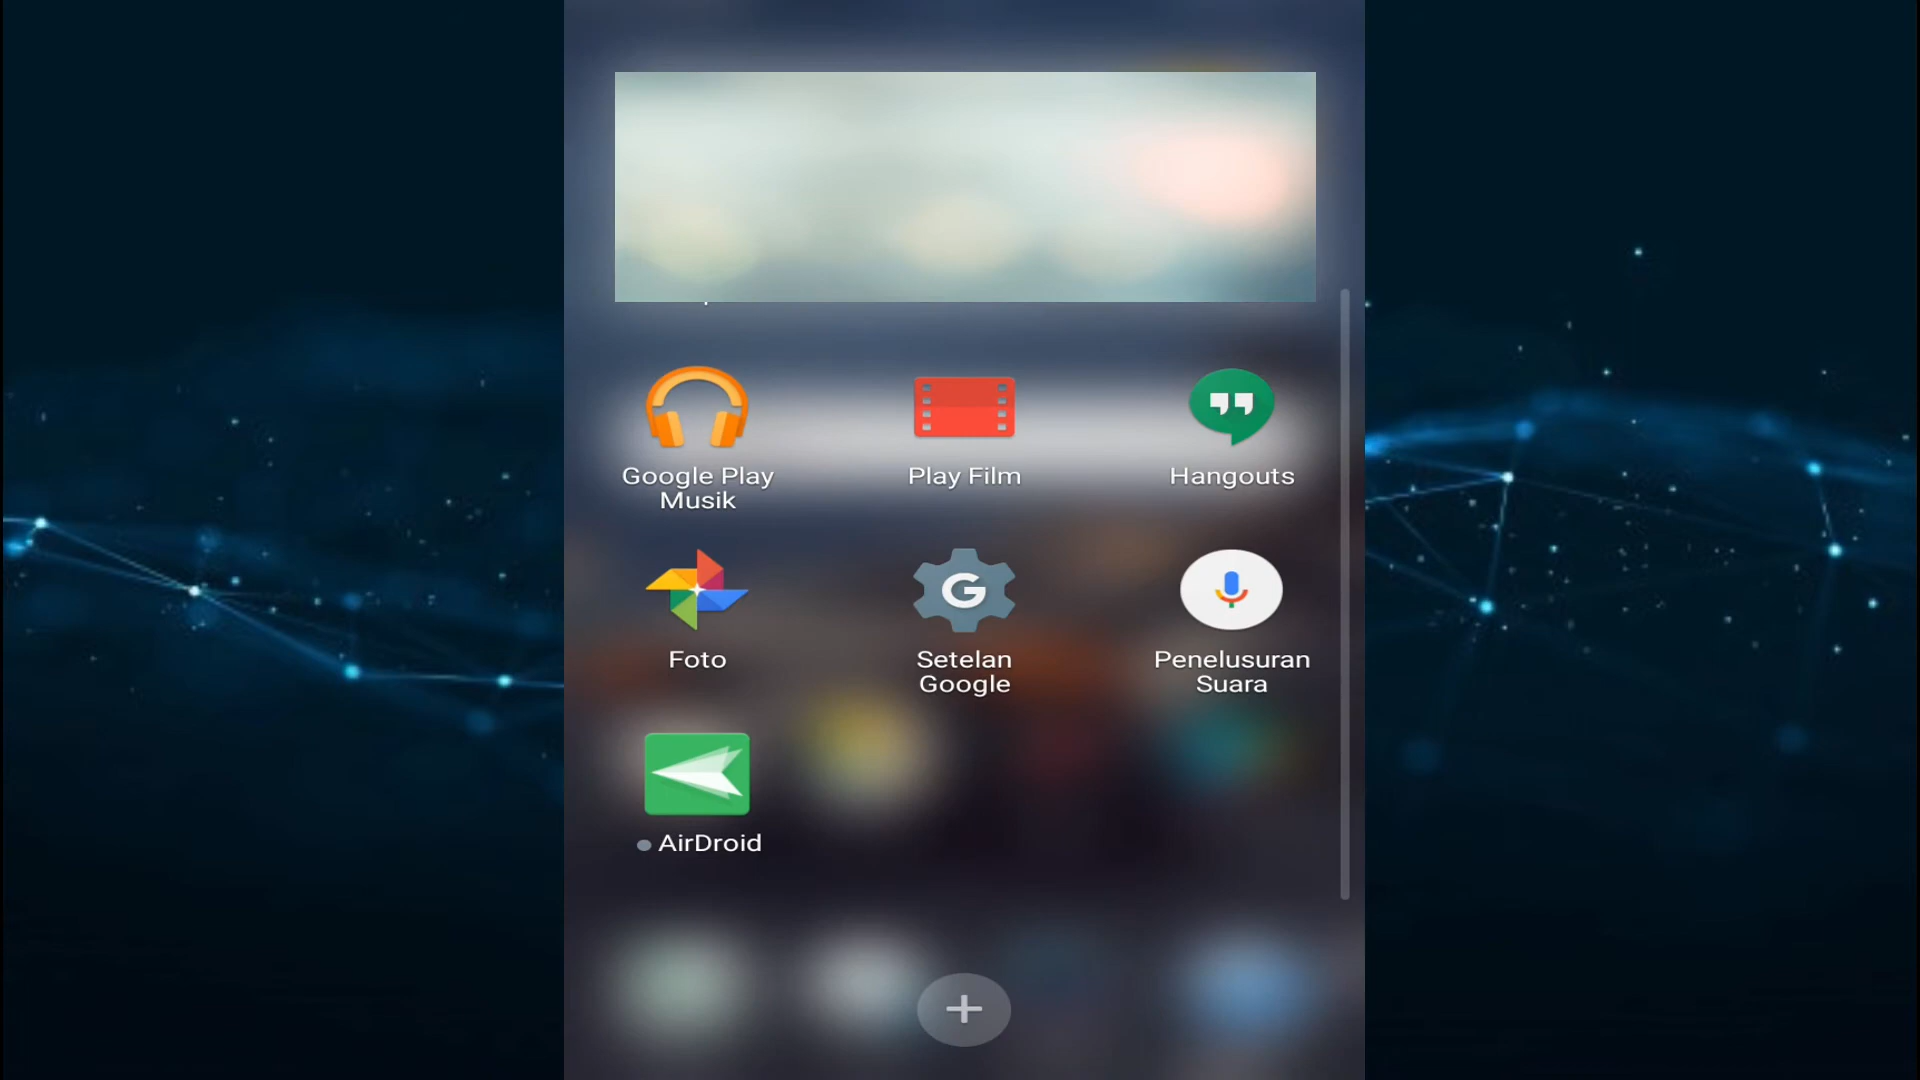 Google Play
Musik
Play Film
Hangouts
Foto
Setelan
Google
Penelusuran
Suara
AirDroid